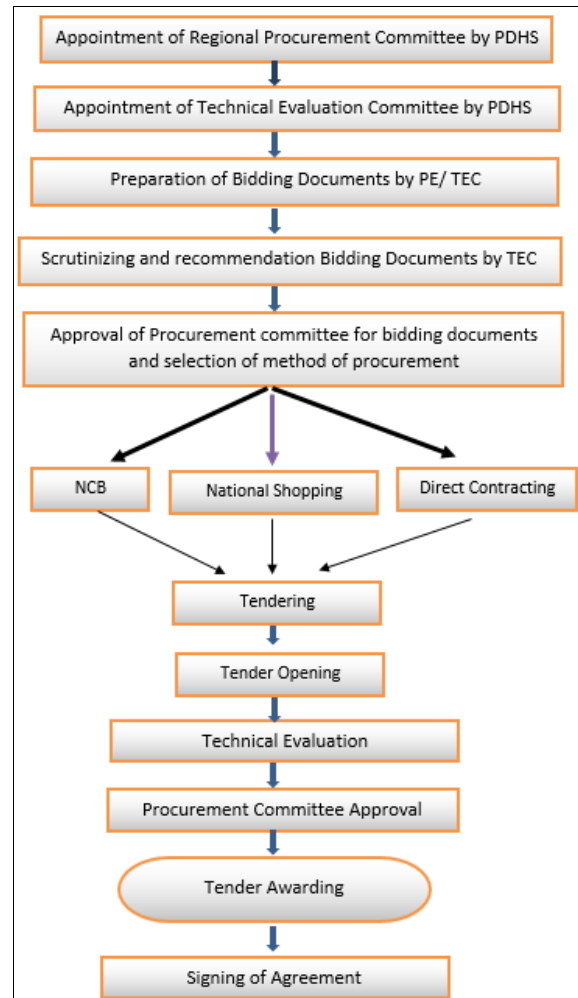 Appointment of Regional Procurement Committee by PDHS
Appointment of Technical Evaluation Committee by PDHS
Preparation of Bidding Documents by PE/ TEC
Scrutinizing and recommendation Bidding Documents by TEC
Approval of Procurement committee for bidding documents
and selection of method of procurement
NCB
National Shopping
Direct Contracting
Tendering
Tender Opening
Technical Evaluation
Procurement Committee Approval
Tender Awarding
Signing of Agreement